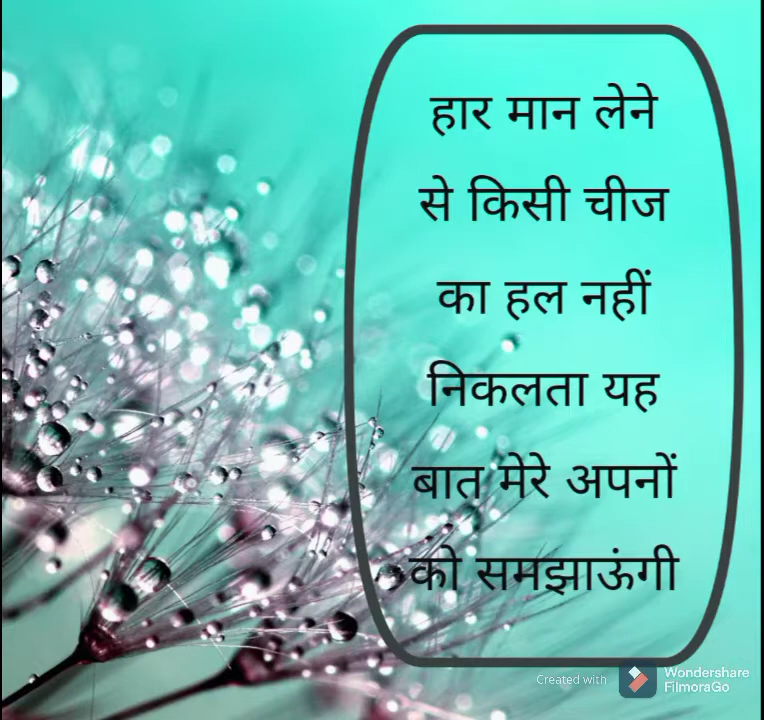 हार मान लेने
से किसी चीज
का हल नहीं
निकलता यह
बात मेरे अपनों
को समझाऊंगी
Created with Wondershare
FilmoraGo